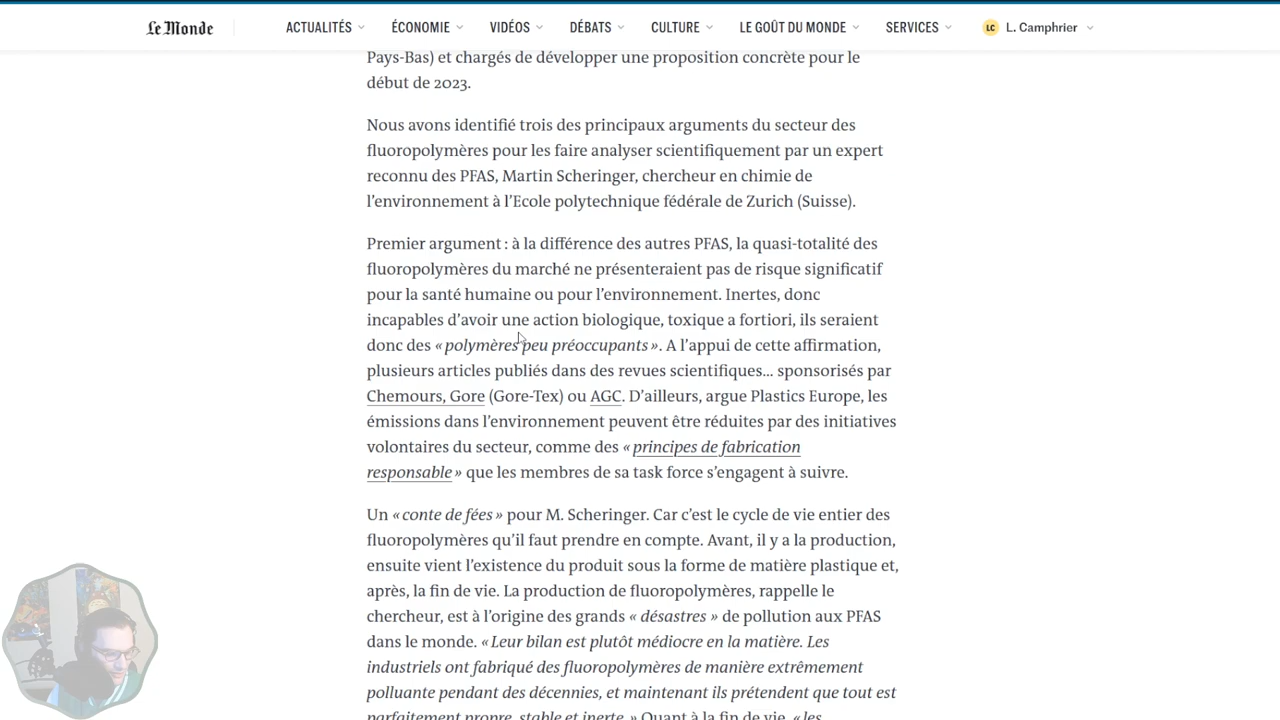 Le Monde
ACTUALITÉS
ÉCONOMIE
VIDÉOS
DÉBATS
CULTURE
LE GOÛT DU MONDE
SERVICES
LC
L. Camphrier
Pays-Bas) et chargés de développer une proposition concrète pour le
début de 2023.
Nous avons identifié trois des principaux arguments du secteur des
fluoropolymères pour les faire analyser scientifiquement par un expert
reconnu des PFAS, Martin Scheringer, chercheur en chimie de
l’environnement à l’Ecole polytechnique fédérale de Zurich (Suisse).
Premier argument : à la différence des autres PFAS, la quasi-totalité des
fluoropolymères du marché ne présenteraient pas de risque significatif
pour la santé humaine ou pour l’environnement. Inertes, donc
incapables d’avoir une action biologique, toxique a fortiori, ils seraient
donc des « polymères peu préoccupants ». A l’appui de cette affirmation,
plusieurs articles publiés dans des revues scientifiques… sponsorisés par
Chemours, Gore (Gore-Tex) ou AGC. D’ailleurs, argue Plastics Europe, les
émissions dans l’environnement peuvent être réduites par des initiatives
volontaires du secteur, comme des « principes de fabrication
responsable » que les membres de sa task force s’engagent à suivre.
Un « conte de fées » pour M. Scheringer. Car c’est le cycle de vie entier des
fluoropolymères qu’il faut prendre en compte. Avant, il y a la production,
ensuite vient l’existence du produit sous la forme de matière plastique et,
après, la fin de vie. La production de fluoropolymères, rappelle le
chercheur, est à l’origine des grands « désastres » de pollution aux PFAS
dans le monde. « Leur bilan est plutôt médiocre en la matière. Les
industriels ont fabriqué des fluoropolymères de manière extrêmement
polluante pendant des décennies, et maintenant ils prétendent que tout est
parfaitement propre, stable et inerte. » Quant à la fin de vie, « les